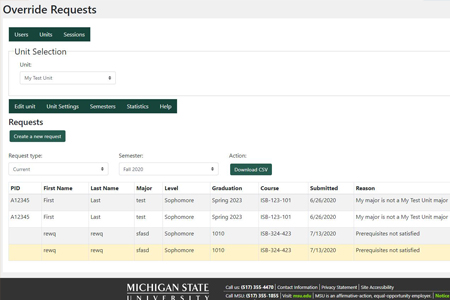 Override Requests
Users Units Sessions
Unit Selection
Unit
My Test Unit
Edit unit Unit Settings Semesters Statistics Help
Requests
Create a new request
Request type: Semester: Action:
Current Fall 2020 Download CSV
PID First Name Last Name Major Level Graduation Course Submitted Reason
A12345 First Last test Sophomore Spring 2023 ISB-123-101 6/26/2020 My major is not a My Test Unit major
A12345 First Last test Sophomore Spring 2023 ISB-123-101 6/26/2020 My major is not a My Test Unit major
rewq rewq sfasd Sophomore 1010 ISB-324-423 7/13/2020 Prerequisites not satisfied
rewq rewq sfasd Sophomore 1010 ISB-324-423 7/13/2020 Prerequisites not satisfied
MICHIGAN STATE
UNIVERSITY
Call us: (517) 355-4470 | Contact Information | Privacy Statement | Site Accessibility
Call MSU: (517) 355-1855 | Visit msu.edu | MSU is an affirmative-action, equal-opportunity employer. | Notice